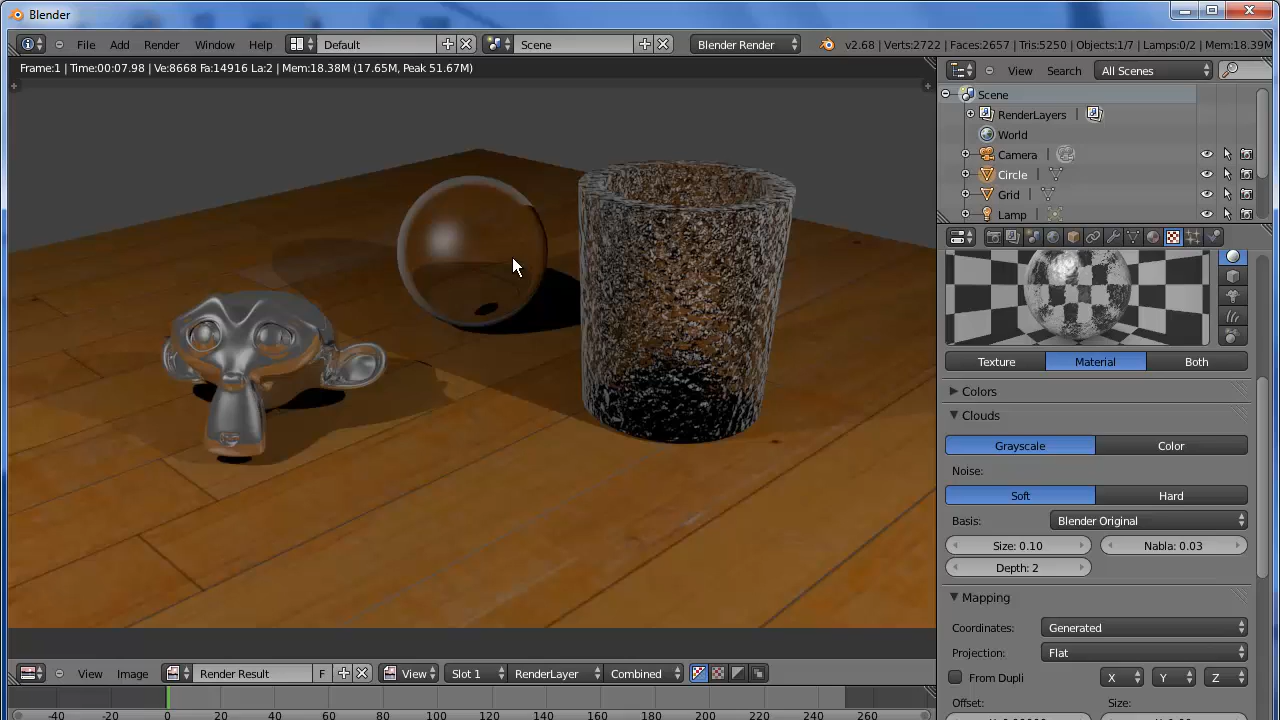 Blender
File Add Render Window Help Default Scene Blender Render v2.68 | Verts:2722 | Faces:2657 | Tris:5250 | Objects:1/7 | Lamps:0/2 | Mem:18.39M
Frame:1 | Time:00:07.98 | Ve:8668 Fa:14916 La:2 | Mem:18.38M (17.65M, Peak 51.67M)
View Search All Scenes
Scene
RenderLayers
World
Camera
Circle
Grid
Lamp
Texture Material Both
Colors
Clouds
Grayscale Color
Noise:
Soft Hard
Basis: Blender Original
Size: 0.10 Nabla: 0.03
Depth: 2
Mapping
Coordinates: Generated
Projection: Flat
From Dupli X Y Z
Offset: Size:
View Image Render Result F View Slot 1 RenderLayer Combined
-40 -20 0 20 40 60 80 100 120 140 160 180 200 220 240 260